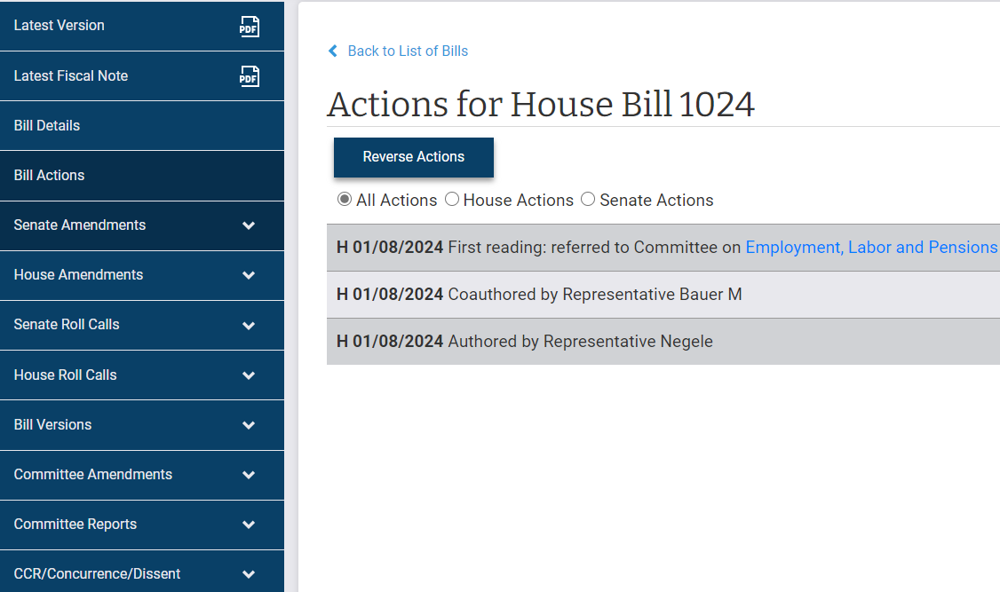 Latest Version
PDF
Latest Fiscal Note
PDF
Bill Details
Bill Actions
Senate Amendments
House Amendments
Senate Roll Calls
House Roll Calls
Bill Versions
Committee Amendments
Committee Reports
CCR/Concurrence/Dissent
Back to List of Bills
Actions for House Bill 1024
Reverse Actions
All Actions House Actions Senate Actions
H 01/08/2024 First reading: referred to Committee on Employment, Labor and Pensions
H 01/08/2024 Coauthored by Representative Bauer M
H 01/08/2024 Authored by Representative Negele